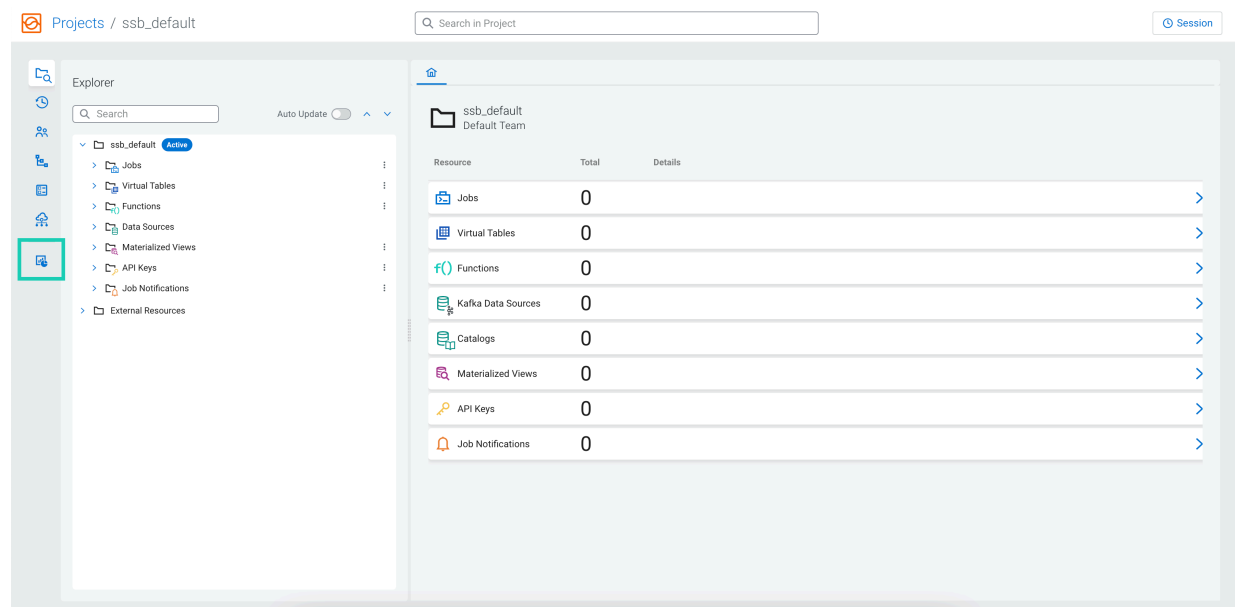 Projects / ssb_default
Search in Project
Session
Explorer
Search
Auto Update
ssb_default Active
Jobs
Virtual Tables
Functions
Data Sources
Materialized Views
API Keys
Job Notifications
External Resources
ssb_default
Default Team
Resource Total Details
Jobs 0
Virtual Tables 0
f() Functions 0
Kafka Data Sources 0
Catalogs 0
Materialized Views 0
API Keys 0
Job Notifications 0